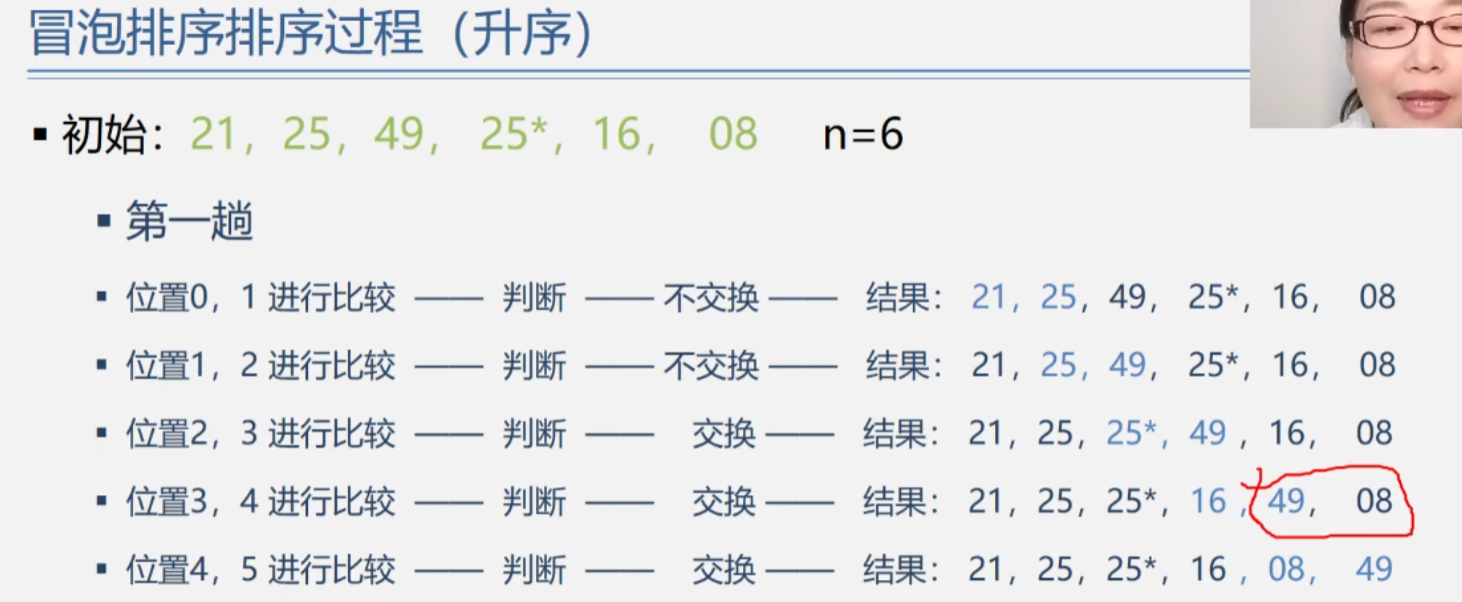 冒泡排序排序过程（升序）
▪ 初始：21，25，49， 25*，16， 08 n=6
▪ 第一趟
▪ 位置0，1 进行比较 —— 判断 —— 不交换 —— 结果：21，25，49， 25*，16， 08
▪ 位置1，2 进行比较 —— 判断 —— 不交换 —— 结果：21，25，49， 25*，16， 08
▪ 位置2，3 进行比较 —— 判断 —— 交换 —— 结果：21，25，25*，49 ，16， 08
▪ 位置3，4 进行比较 —— 判断 —— 交换 —— 结果：21，25，25*，16 ，49， 08
▪ 位置4，5 进行比较 —— 判断 —— 交换 —— 结果：21，25，25*，16 ，08， 49